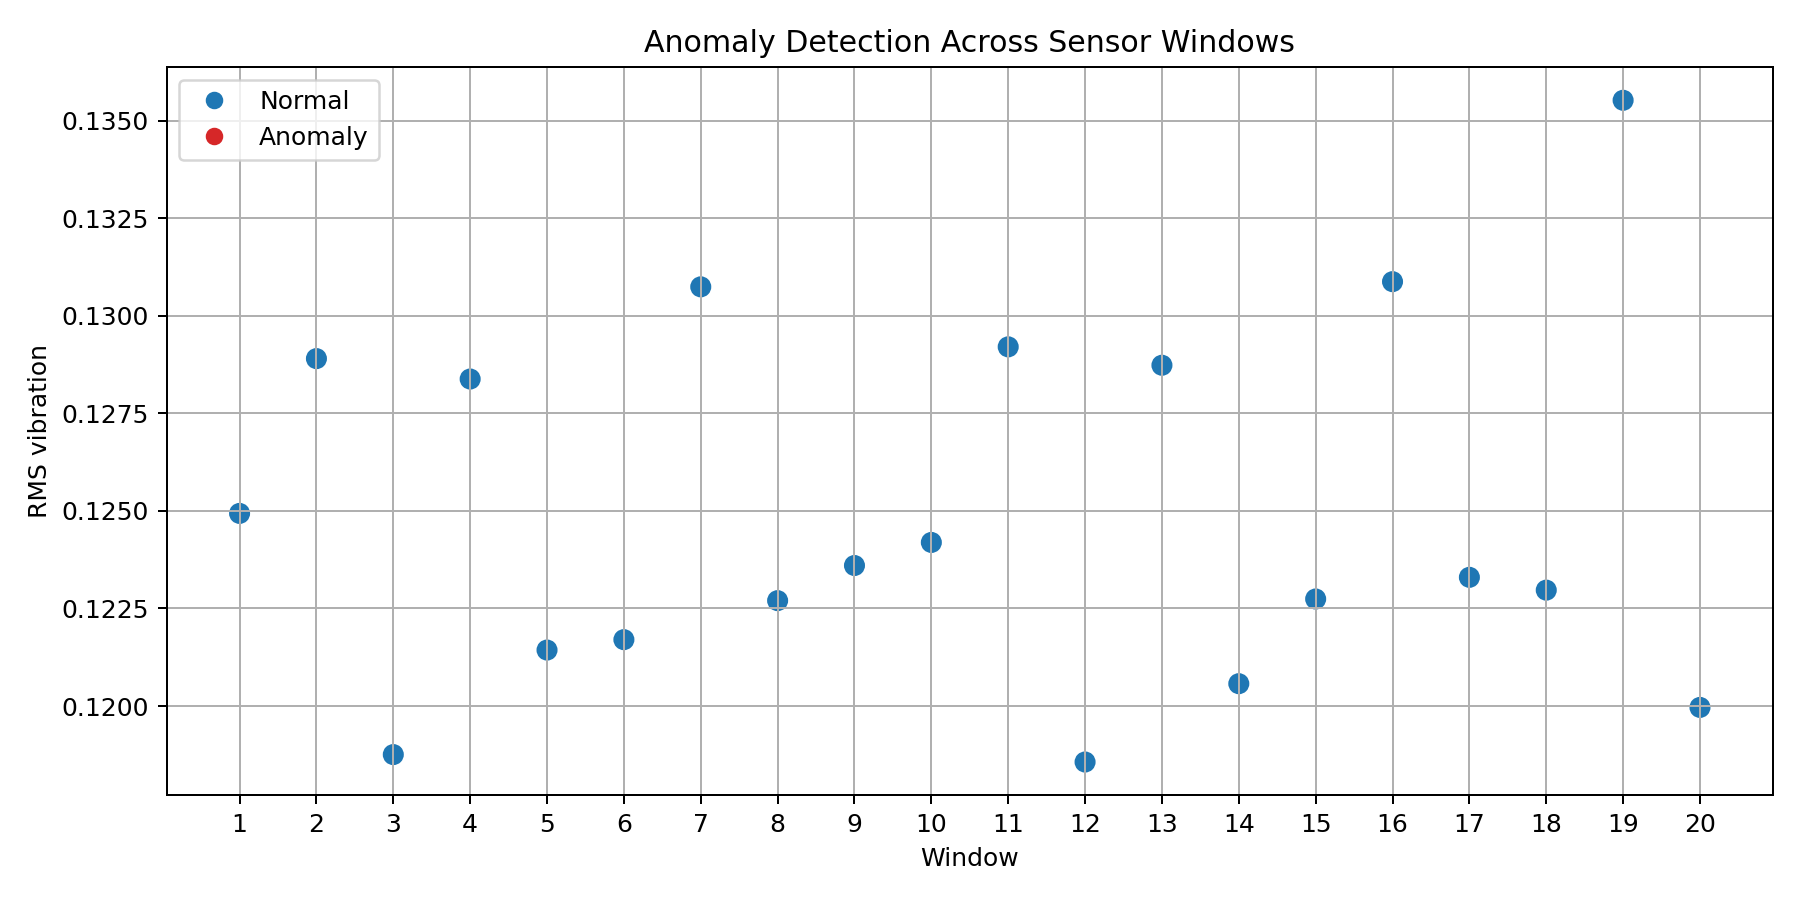 Anomaly Detection Across Sensor Windows
Normal
Anomaly
0.1350
0.1325
0.1300
0.1275
0.1250
0.1225
0.1200
RMS vibration
1 2 3 4 5 6 7 8 9 10 11 12 13 14 15 16 17 18 19 20
Window